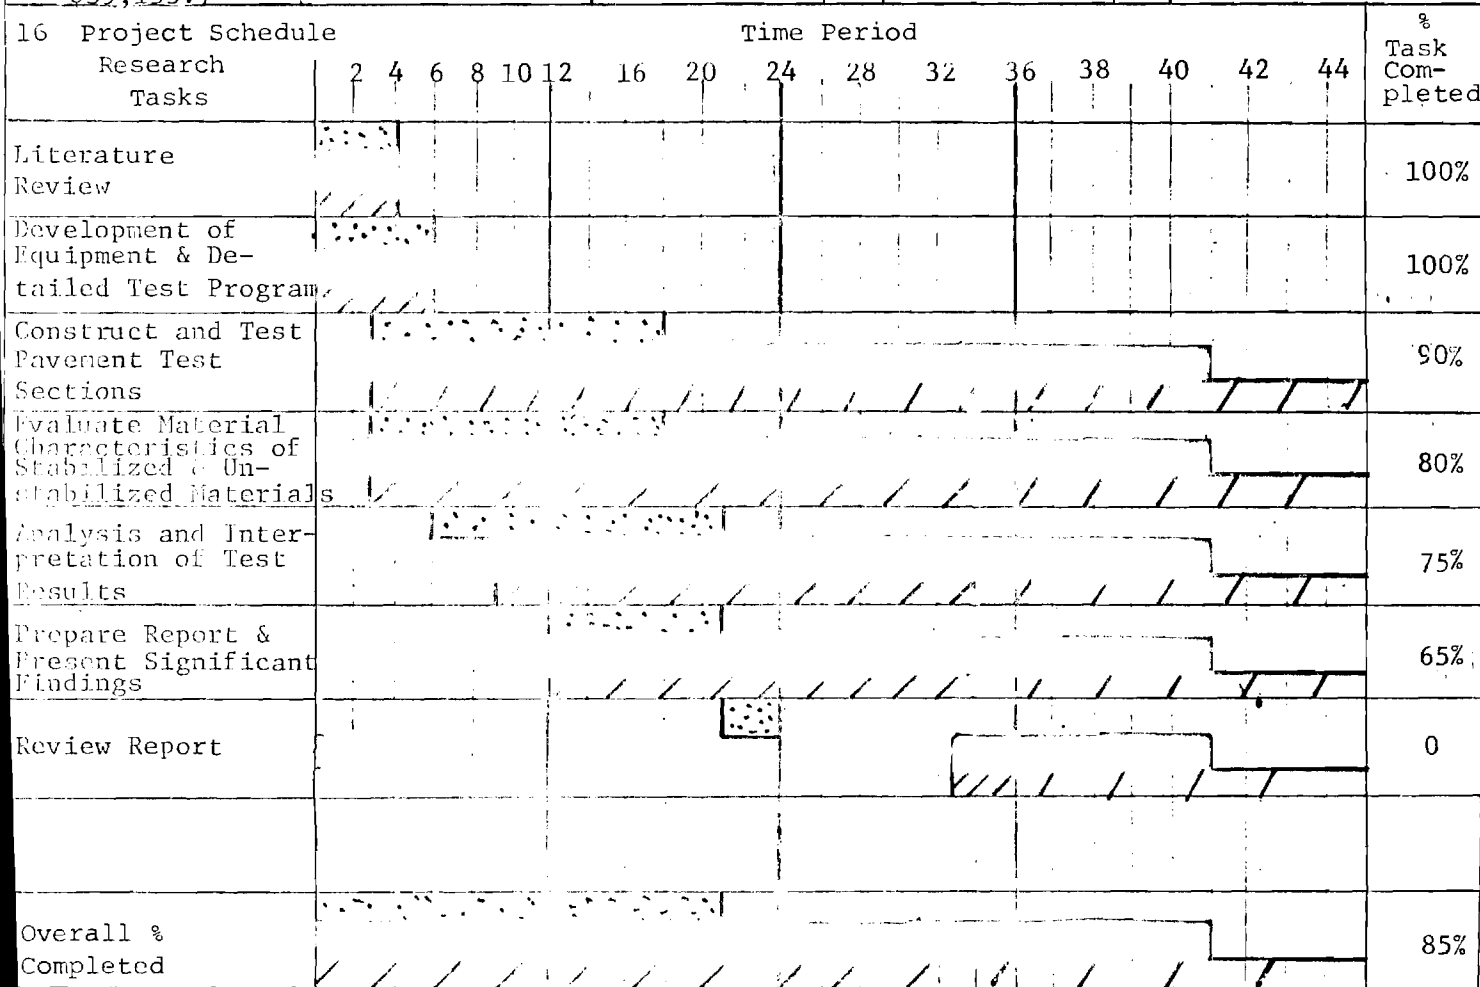 16 Project Schedule
Research
Tasks
Time Period
2 4 6 8 10 12 16 20 24 28 32 36 38 40 42 44
%
Task
Com-
pleted
Literature
Review
100%
Development of
Equipment & De-
tailed Test Program
100%
Construct and Test
Pavement Test
Sections
90%
Evaluate Material
Characteristics of
Stabilized & Un-
stabilized Materials
80%
Analysis and Inter-
pretation of Test
Results
75%
Prepare Report &
Present Significant
Findings
65%
Review Report
0
Overall %
Completed
85%